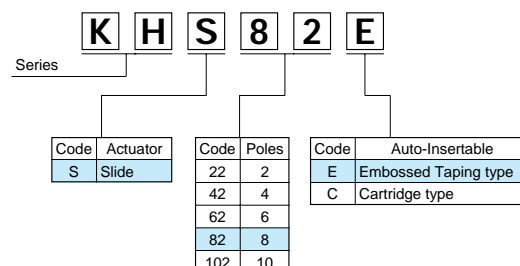 K H S 8 2 E
Series
Code Actuator
S Slide
Code Poles
22 2
42 4
62 6
82 8
102 10
Code Auto-Insertable
E Embossed Taping type
C Cartridge type